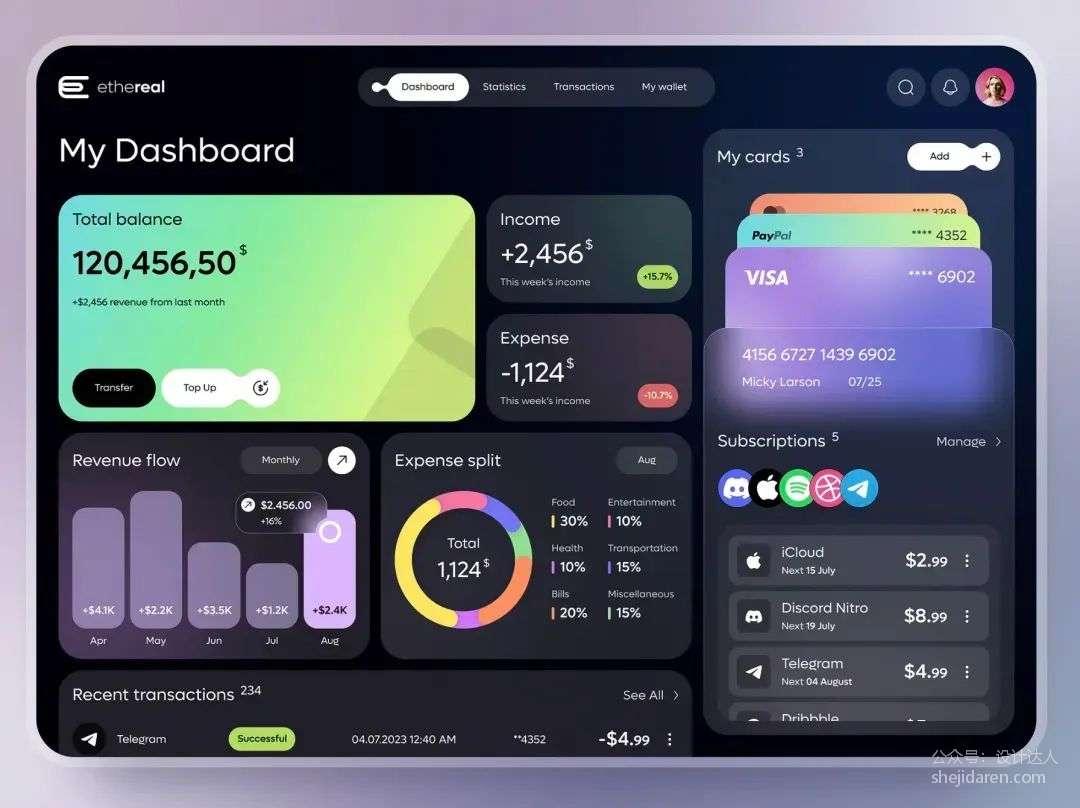 ethereal
Dashboard
Statistics
Transactions
My wallet
My Dashboard
Total balance
120,456,50 $
+$2,456 revenue from last month
Transfer
Top Up
Income
+2,456 $
This week's income
+15.7%
Expense
-1,124 $
This week's income
-10.7%
My cards 3
Add +
**** 3268
PayPal
**** 4352
VISA
**** 6902
4156 6727 1439 6902
Micky Larson 07/25
Subscriptions 5
Manage
iCloud
Next 15 July
$2.99
Discord Nitro
Next 19 July
$8.99
Telegram
Next 04 August
$4.99
Dribbble
Revenue flow
Monthly
$2.456.00
+16%
+$4.1K
+$2.2K
+$3.5K
+$1.2K
+$2.4K
Apr
May
Jun
Jul
Aug
Expense split
Aug
Total
1,124 $
Food
30%
Entertainment
10%
Health
10%
Transportation
15%
Bills
20%
Miscellaneous
15%
Recent transactions 234
See All
Telegram
Successful
04.07.2023 12:40 AM
**4352
-$4.99
公众号：设计达人
shejidaren.com